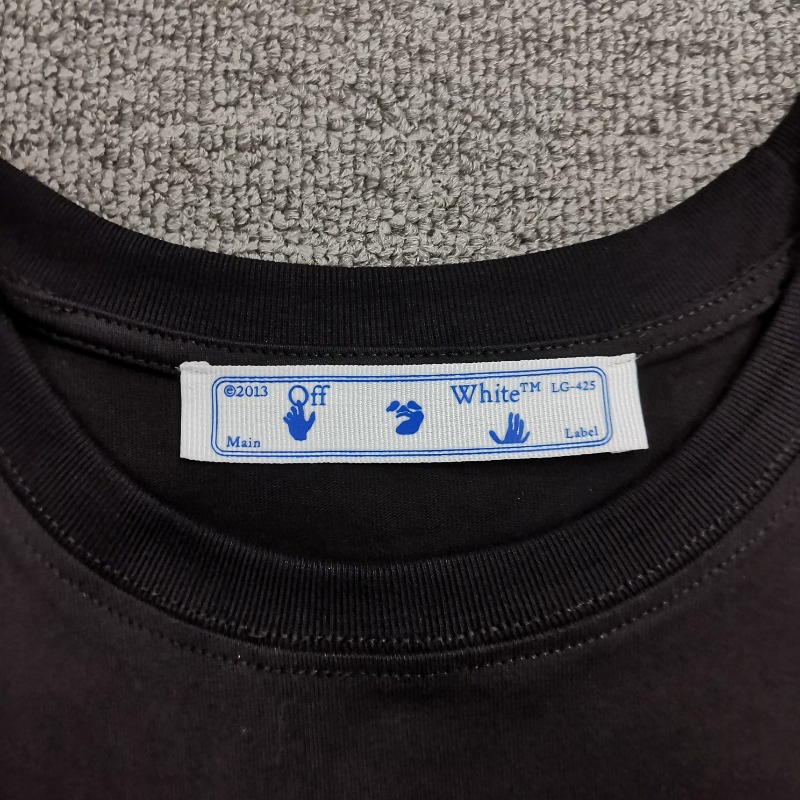 ©2013 Off White™ LG-425
Main Label